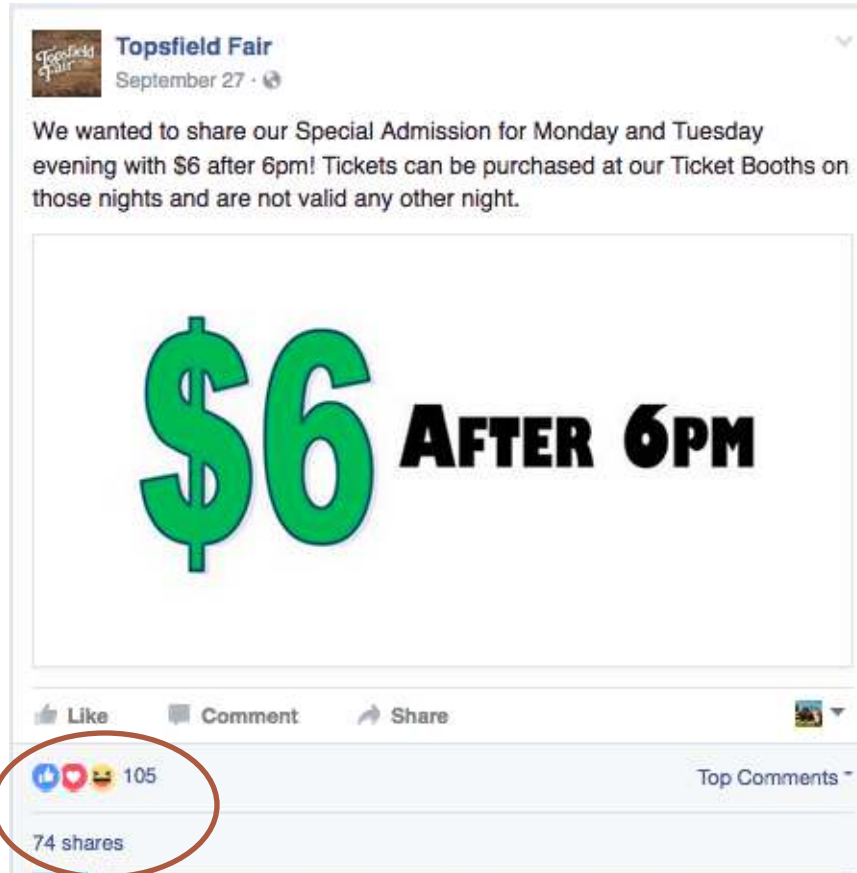 Topsfield Fair
Topsfield Fair
September 27 ·
We wanted to share our Special Admission for Monday and Tuesday
evening with $6 after 6pm! Tickets can be purchased at our Ticket Booths on
those nights and are not valid any other night.
$6 AFTER 6PM
Like Comment Share
105 Top Comments
74 shares